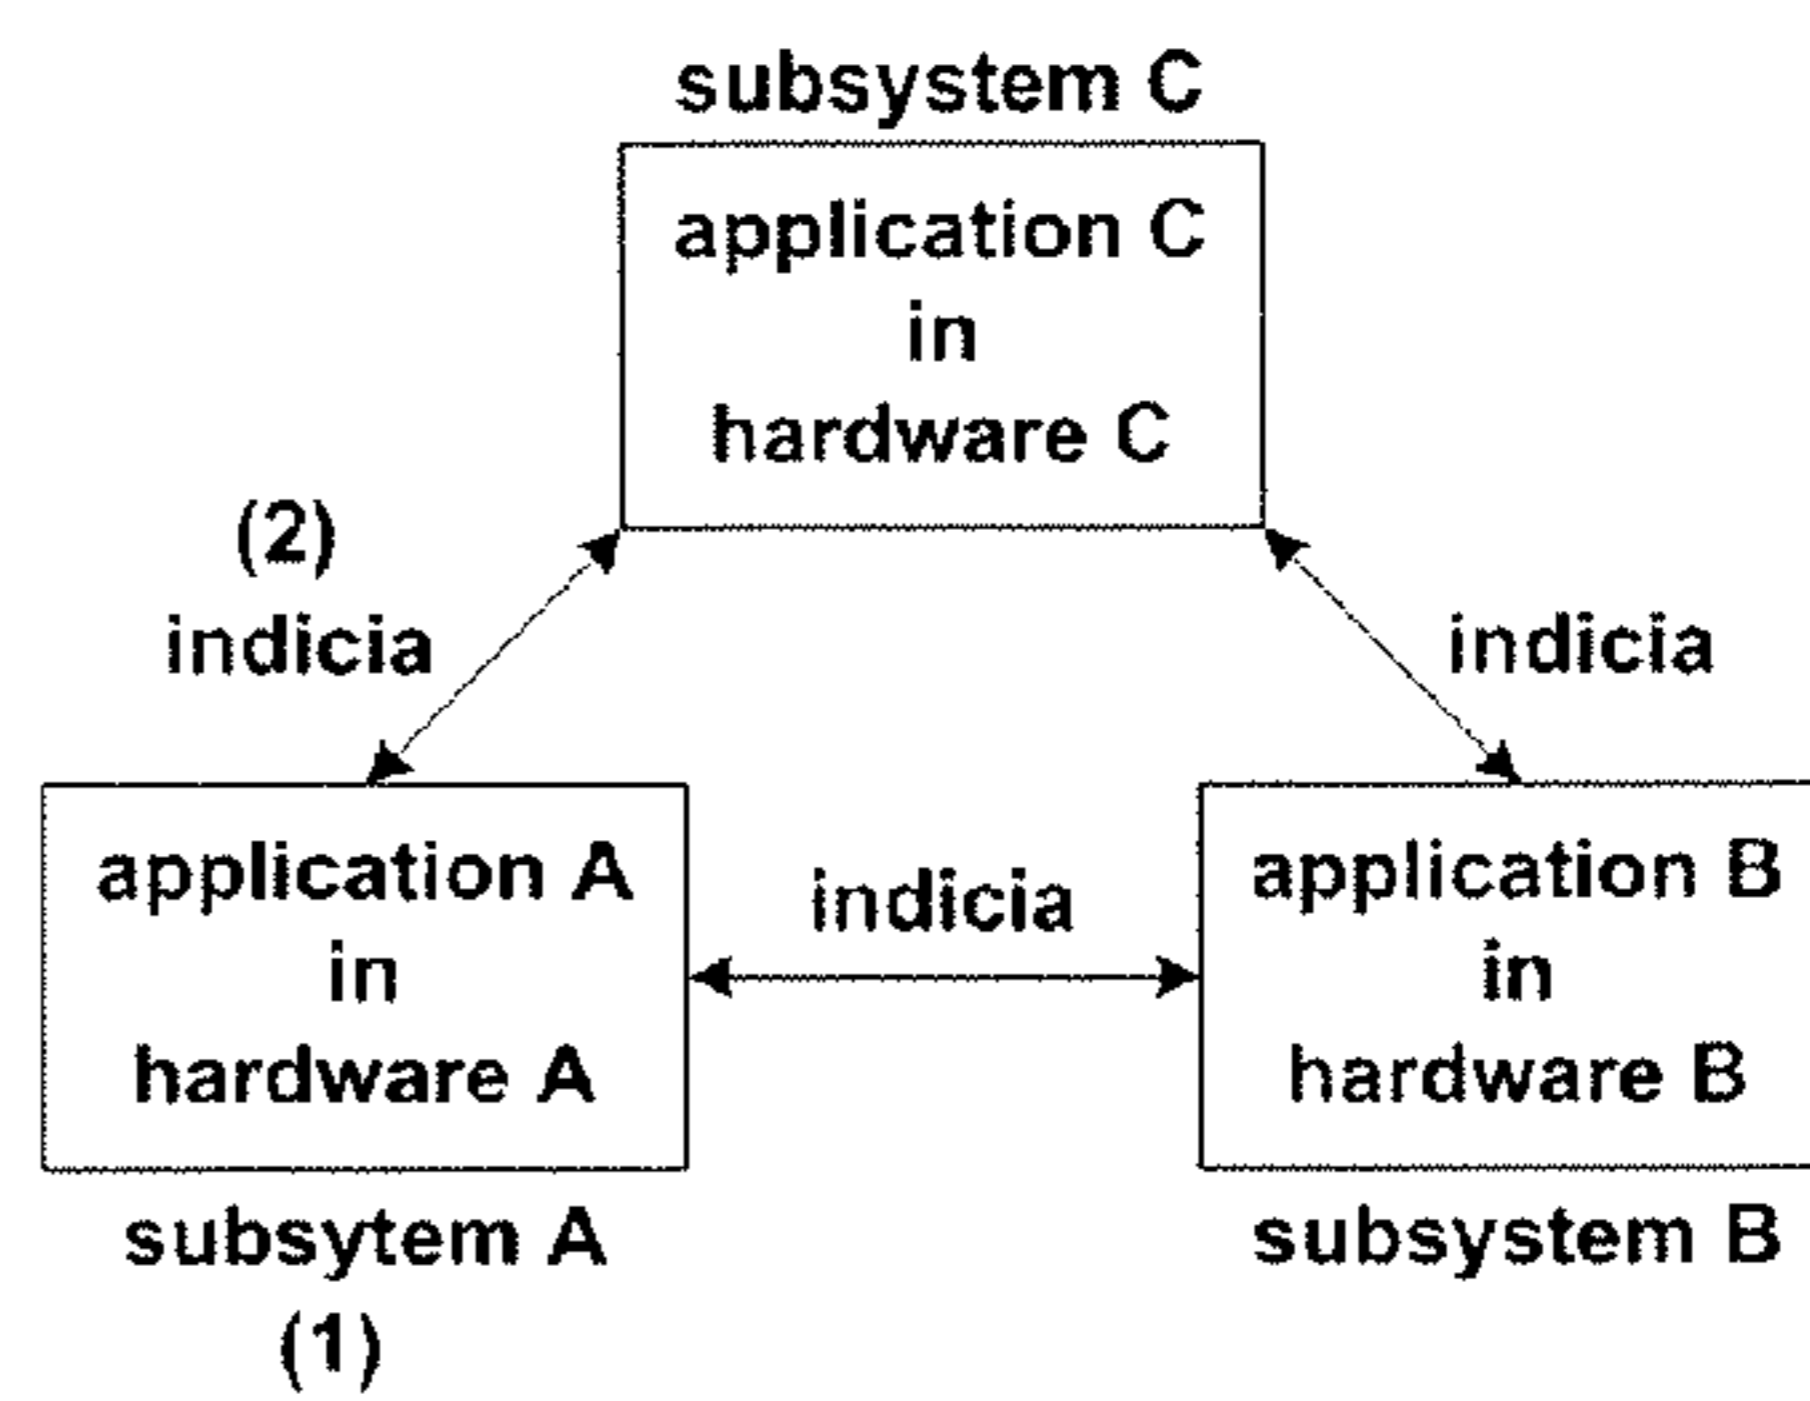 subsystem C
application C
in
hardware C
(2)
indicia
indicia
application A
in
hardware A
indicia
application B
in
hardware B
subsytem A
(1)
subsystem B